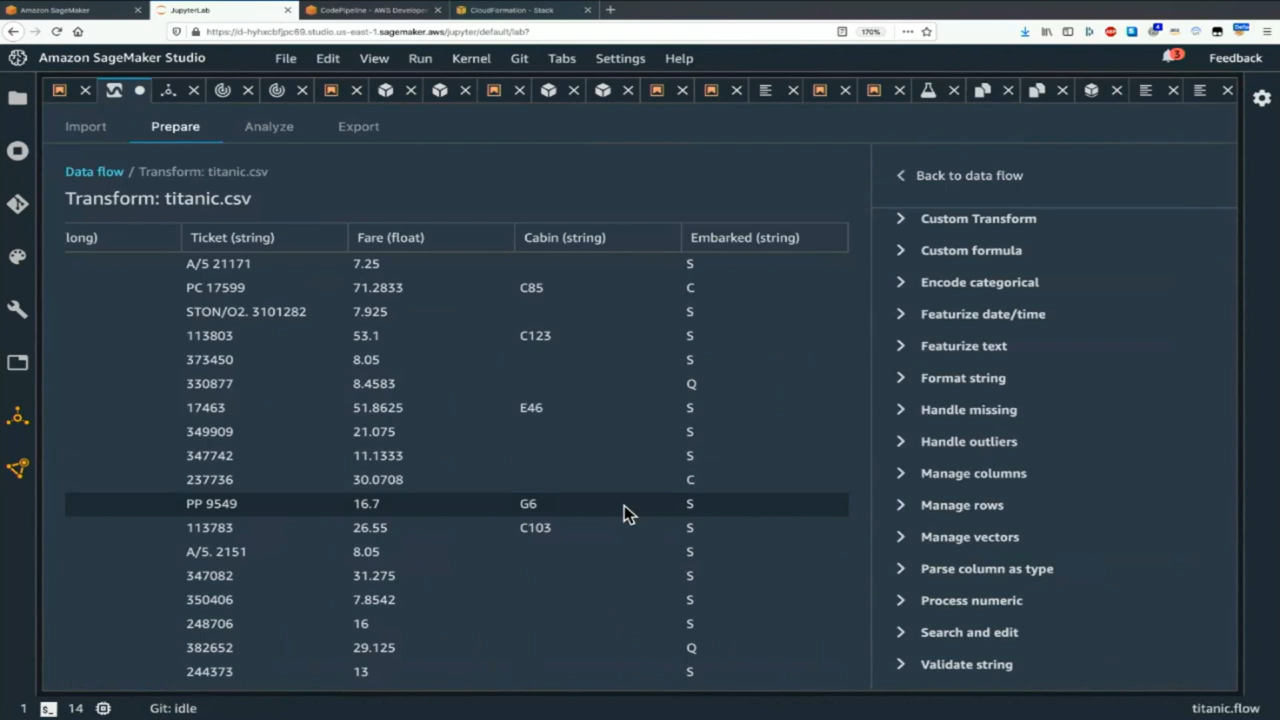 Amazon SageMaker
JupyterLab
CodePipeline - AWS Developer
CloudFormation - Stack
https://d-hyhxcbfjpc69.studio.us-east-1.sagemaker.aws/jupyter/default/lab?
170%
Amazon SageMaker Studio
File Edit View Run Kernel Git Tabs Settings Help
3
Feedback
Import Prepare Analyze Export
Data flow / Transform: titanic.csv
Transform: titanic.csv
long) Ticket (string) Fare (float) Cabin (string) Embarked (string)
A/5 21171 7.25 S
PC 17599 71.2833 C85 C
STON/O2. 3101282 7.925 S
113803 53.1 C123 S
373450 8.05 S
330877 8.4583 Q
17463 51.8625 E46 S
349909 21.075 S
347742 11.1333 S
237736 30.0708 C
PP 9549 16.7 G6 S
113783 26.55 C103 S
A/5. 2151 8.05 S
347082 31.275 S
350406 7.8542 S
248706 16 S
382652 29.125 Q
244373 13 S
Back to data flow
Custom Transform
Custom formula
Encode categorical
Featurize date/time
Featurize text
Format string
Handle missing
Handle outliers
Manage columns
Manage rows
Manage vectors
Parse column as type
Process numeric
Search and edit
Validate string
1 14 Git: idle
titanic.flow